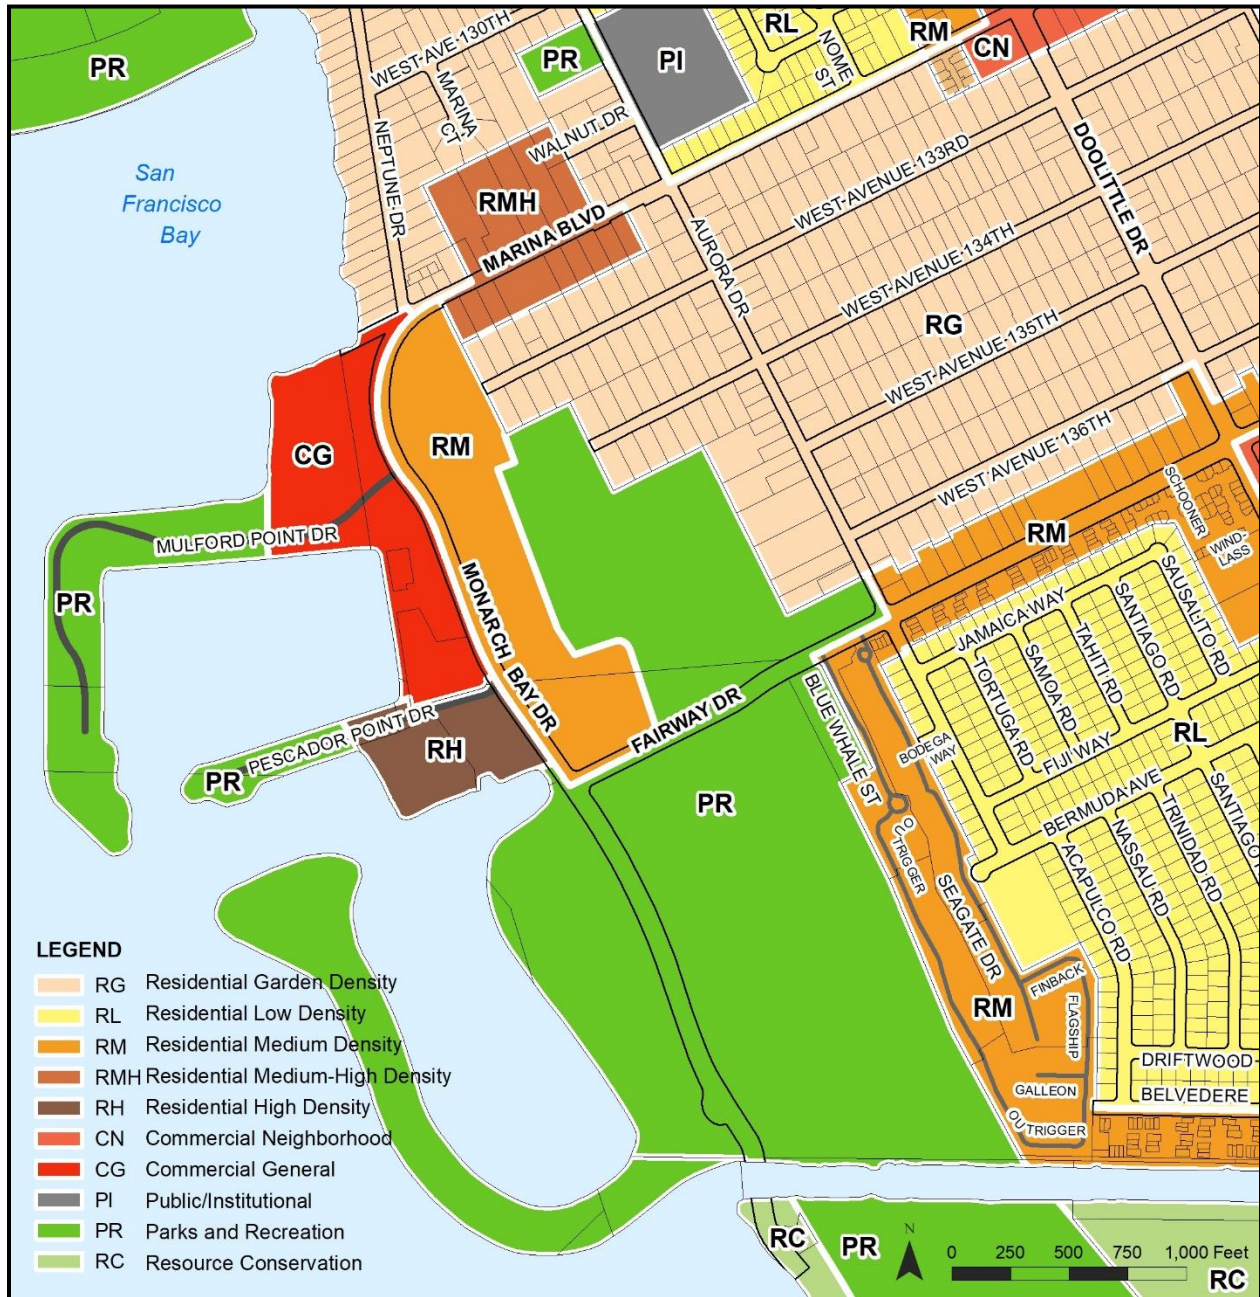 PR
WEST AVE 130TH
PR
PI
RL
NOME
ST
RM
CN
MARINA
CT
NEPTUNE DR
WALNUT DR
DOOLITTLE DR
San
Francisco
Bay
RMH
MARINA BLVD
WEST AVENUE 133RD
AURORA DR
WEST AVENUE 134TH
RG
WEST AVENUE 135TH
CG
RM
WEST AVENUE 136TH
SCHOONER
WIND-
LASS
RM
MULFORD POINT DR
PR
MONARCH BAY DR
JAMAICA WAY
SAUSALITO RD
SANTIAGO RD
TAHITI RD
SAMOA RD
TORTUGA RD
FIJI WAY
RL
BLUE WHALE ST
BODEGA
WAY
FAIRWAY DR
PESCADOR POINT DR
PR
RH
PR
BERMUDA AVE
SANTIAGO
TRINIDAD RD
NASSAU RD
ACAPULCO RD
OUTRIGGER
SEAGATE DR
RM
FINBACK
FLAGSHIP
GALLEON
OUTRIGGER
DRIFTWOOD
BELVEDERE
LEGEND
RG Residential Garden Density
RL Residential Low Density
RM Residential Medium Density
RMH Residential Medium-High Density
RH Residential High Density
CN Commercial Neighborhood
CG Commercial General
PI Public/Institutional
PR Parks and Recreation
RC Resource Conservation
RC
PR
N
0 250 500 750 1,000 Feet
RC